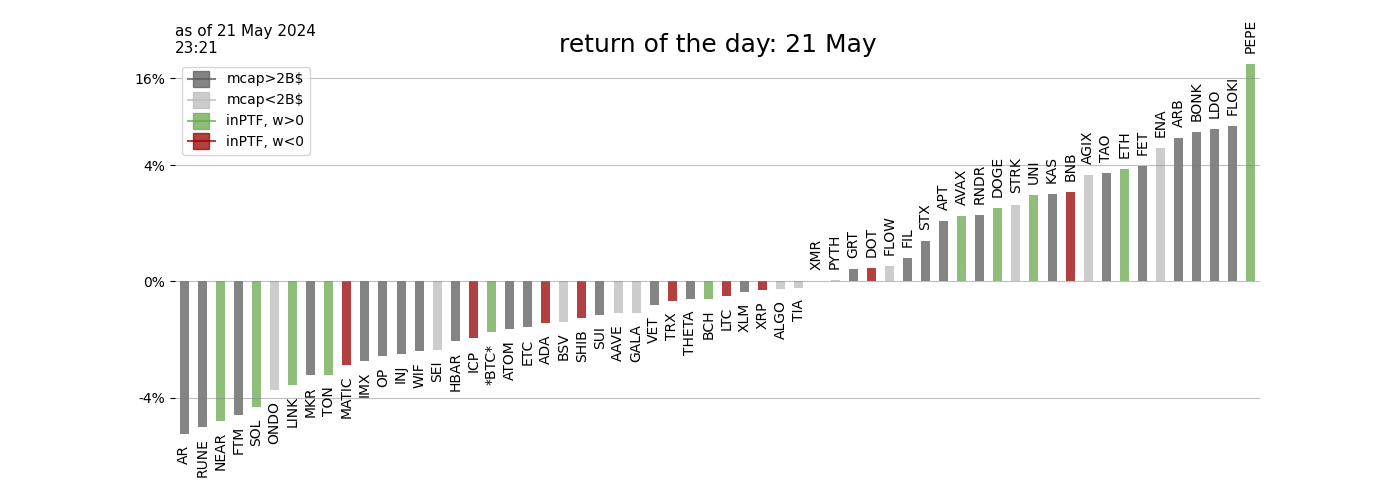 as of 21 May 2024
23:21
return of the day: 21 May
mcap>2B$
mcap<2B$
inPTF, w>0
inPTF, w<0
16%
4%
0%
-4%
AR
RUNE
NEAR
FTM
SOL
ONDO
LINK
MKR
TON
MATIC
IMX
OP
INJ
WIF
SEI
HBAR
ICP
*BTC*
ATOM
ETC
ADA
BSV
SHIB
SUI
AAVE
GALA
VET
TRX
THETA
BCH
LTC
XLM
XRP
ALGO
TIA
XMR
PYTH
GRT
DOT
FLOW
FIL
STX
APT
AVAX
RNDR
DOGE
STRK
UNI
KAS
BNB
AGIX
TAO
ETH
FET
ENA
ARB
BONK
LDO
FLOKI
PEPE